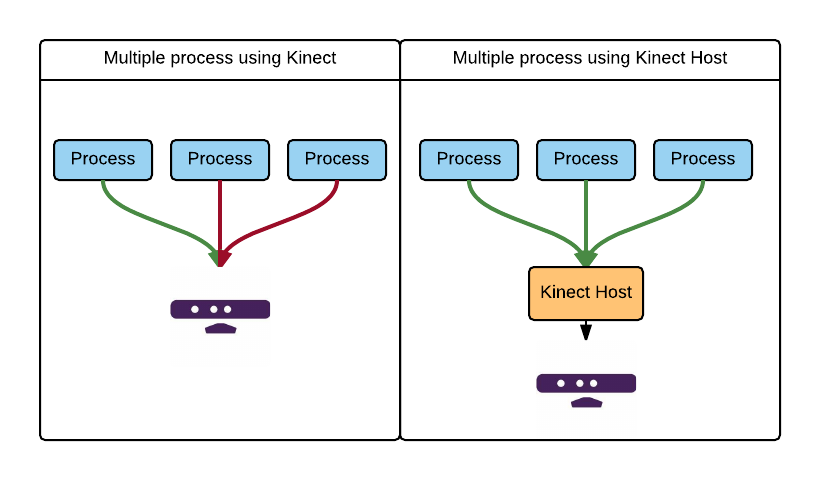 Multiple process using Kinect
Multiple process using Kinect Host
Process
Process
Process
Process
Process
Process
Kinect Host